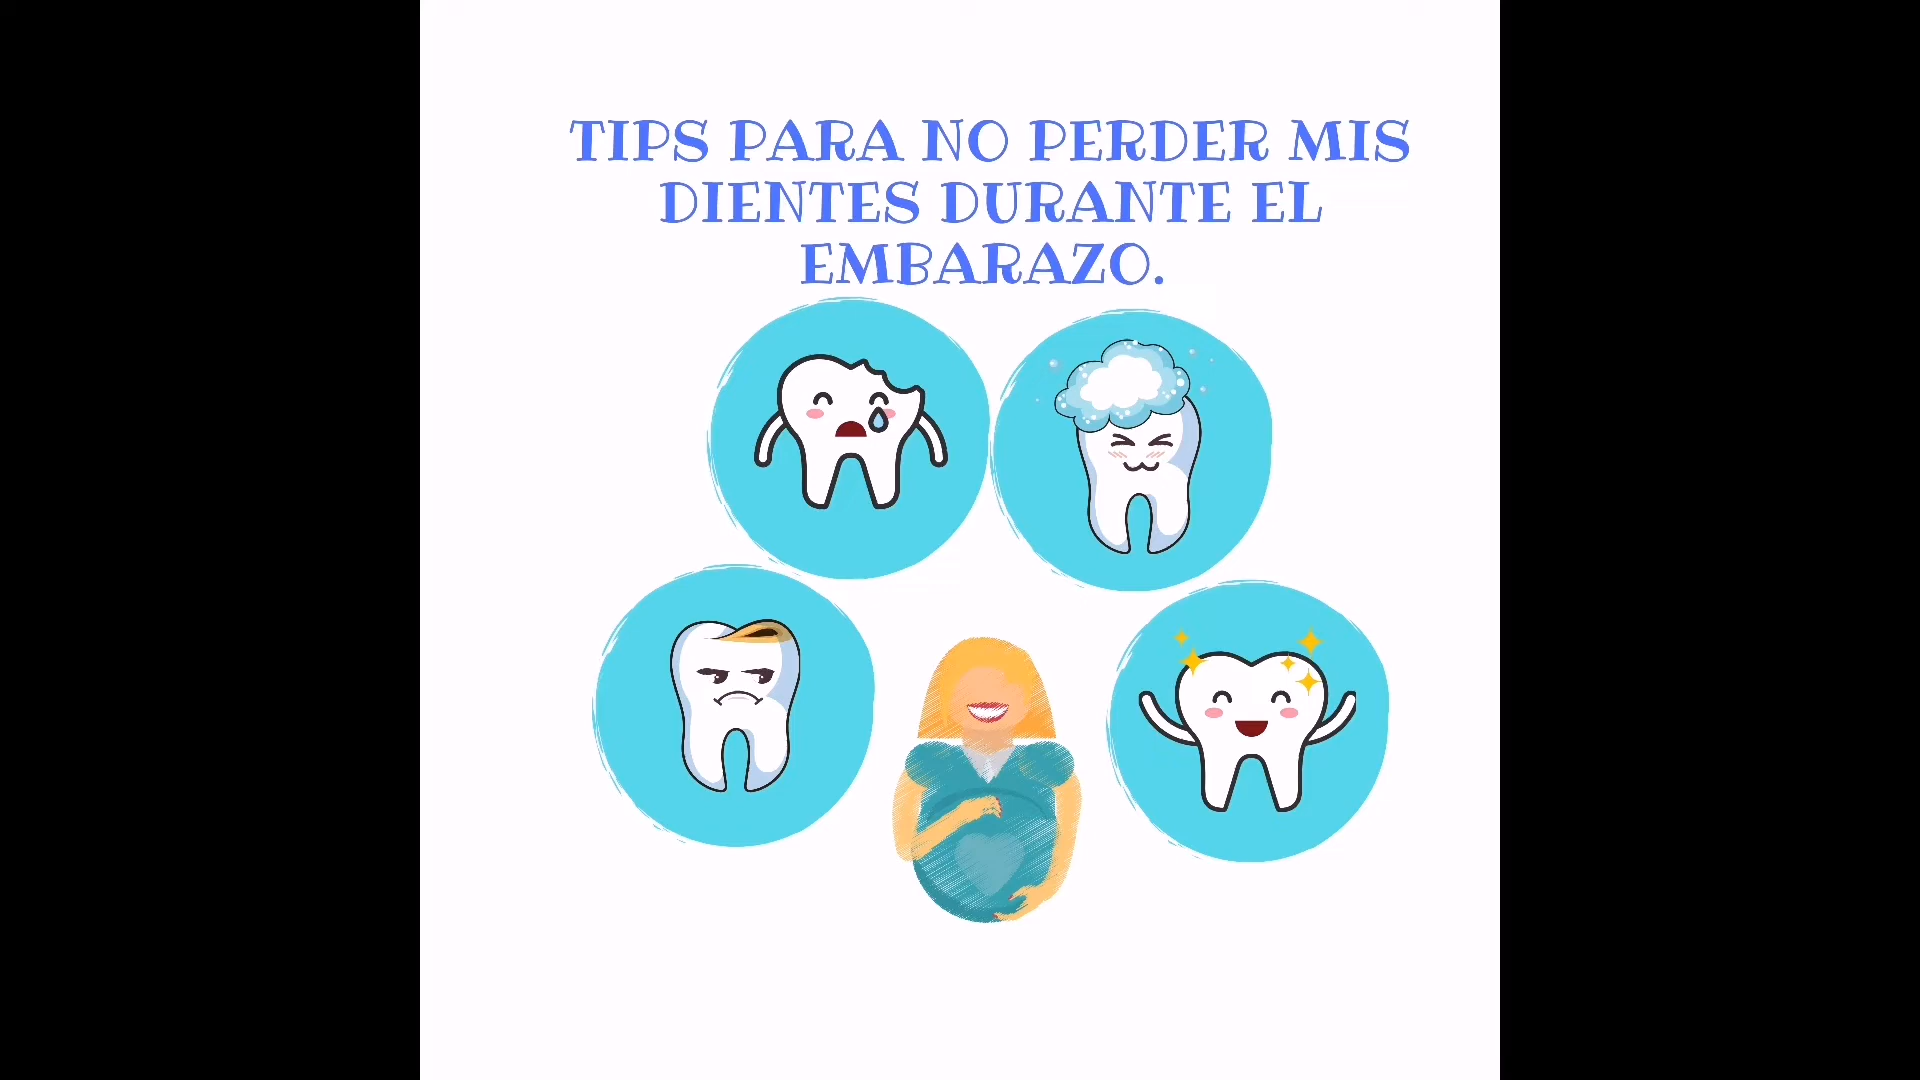 TIPS PARA NO PERDER MIS
DIENTES DURANTE EL
EMBARAZO.